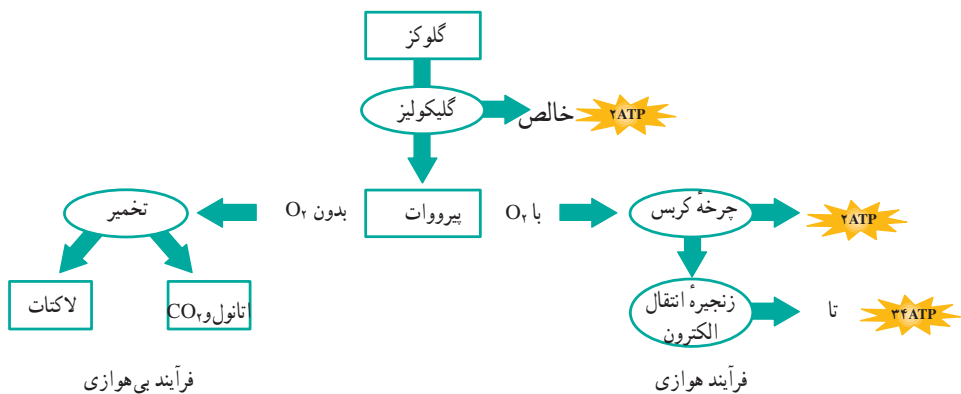 گلوکز
گلیکولیز
خالص
۲ATP
تخمیر
بدون O۲
پیرووات
با O۲
چرخهٔ کربس
۲ATP
لاکتات
اتانول و CO۲
زنجیرهٔ انتقال
الکترون
تا
۳۴ATP
فرآیند بی‌هوازی
فرآیند هوازی